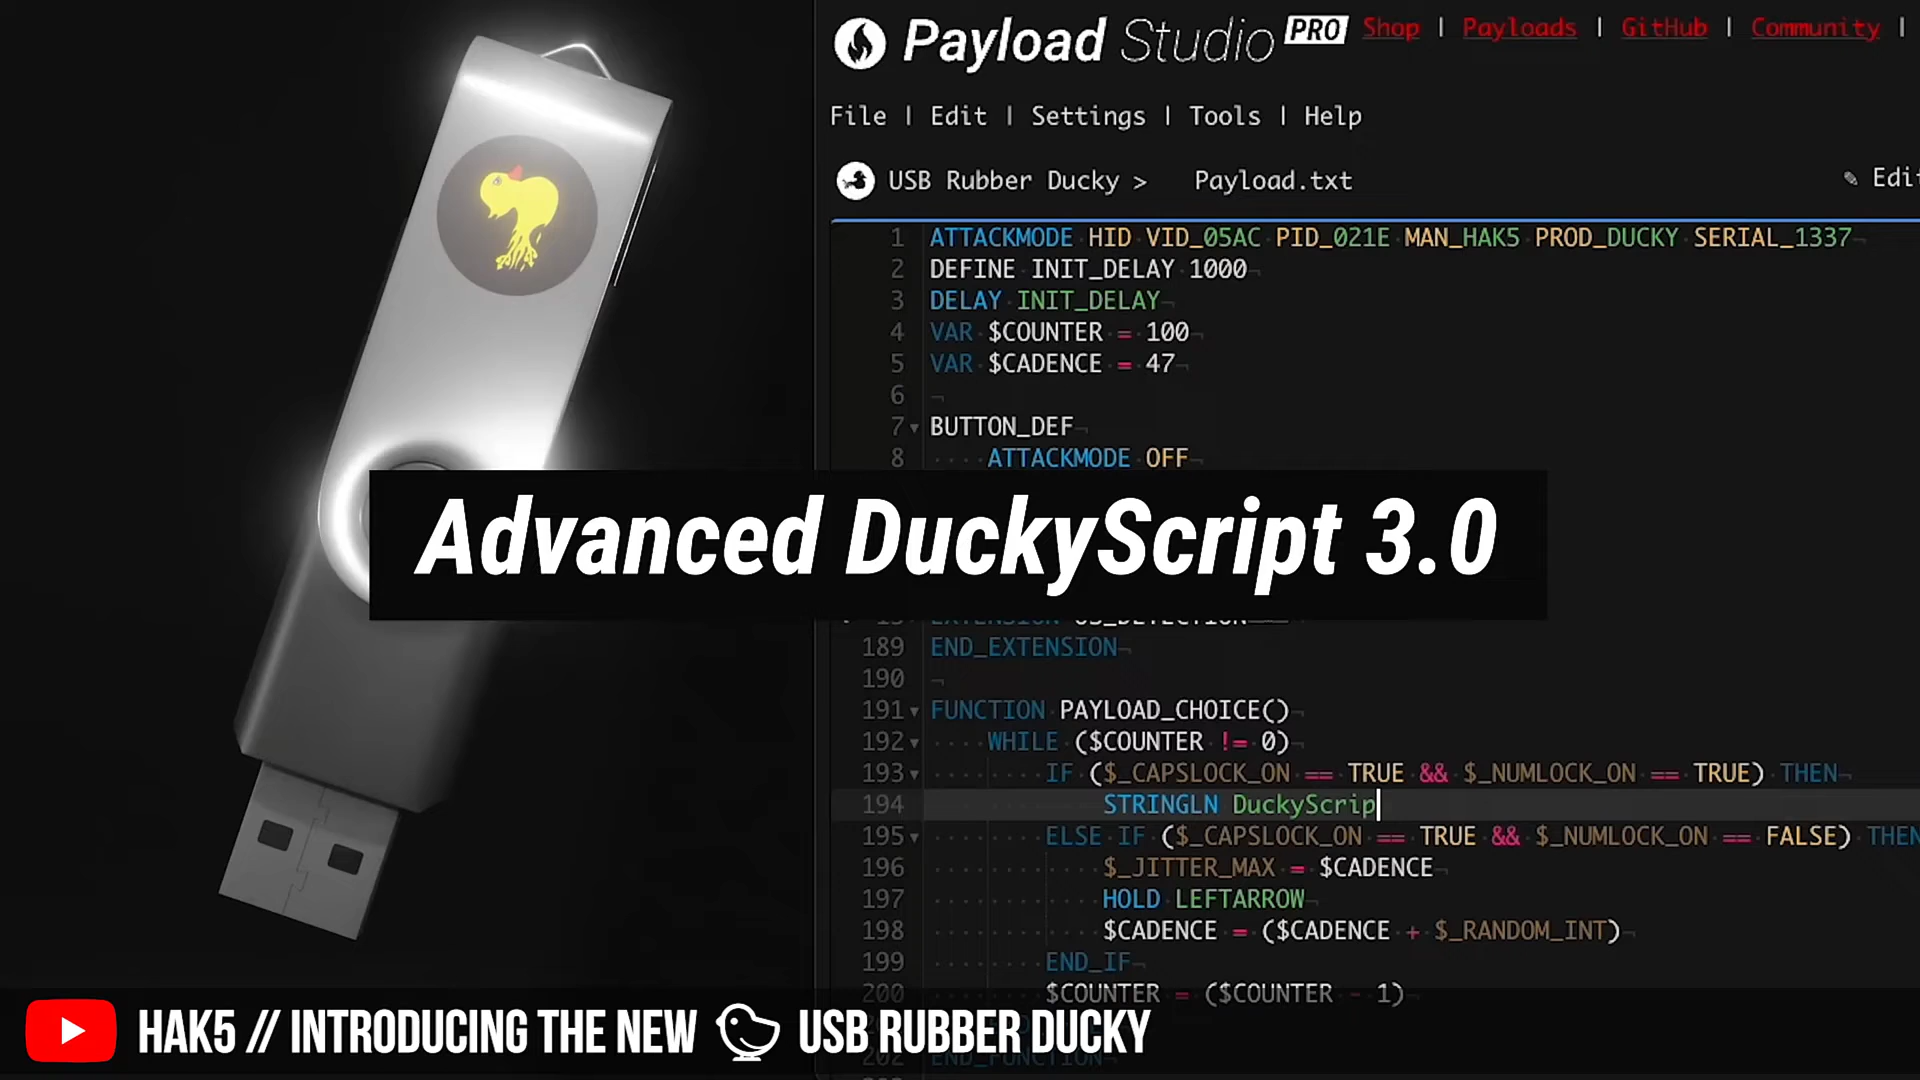 Payload Studio PRO Shop | Payloads | GitHub | Community |
File | Edit | Settings | Tools | Help
USB Rubber Ducky > Payload.txt
1 ATTACKMODE HID VID_05AC PID_021E MAN_HAK5 PROD_DUCKY SERIAL_1337
2 DEFINE INIT_DELAY 1000
3 DELAY INIT_DELAY
4 VAR $COUNTER = 100
5 VAR $CADENCE = 47
6
7 BUTTON_DEF
8 ATTACKMODE OFF
Advanced DuckyScript 3.0
189 END_EXTENSION
190
191 FUNCTION PAYLOAD_CHOICE()
192 WHILE ($COUNTER != 0)
193 IF ($_CAPSLOCK_ON == TRUE && $_NUMLOCK_ON == TRUE) THEN
194 STRINGLN DuckyScrip
195 ELSE IF ($_CAPSLOCK_ON == TRUE && $_NUMLOCK_ON == FALSE) THEN
196 $_JITTER_MAX = $CADENCE
197 HOLD LEFTARROW
198 $CADENCE = ($CADENCE + $_RANDOM_INT)
199 END_IF
200 $COUNTER = ($COUNTER - 1)
HAK5 // INTRODUCING THE NEW USB RUBBER DUCKY
202 END_FUNCTION